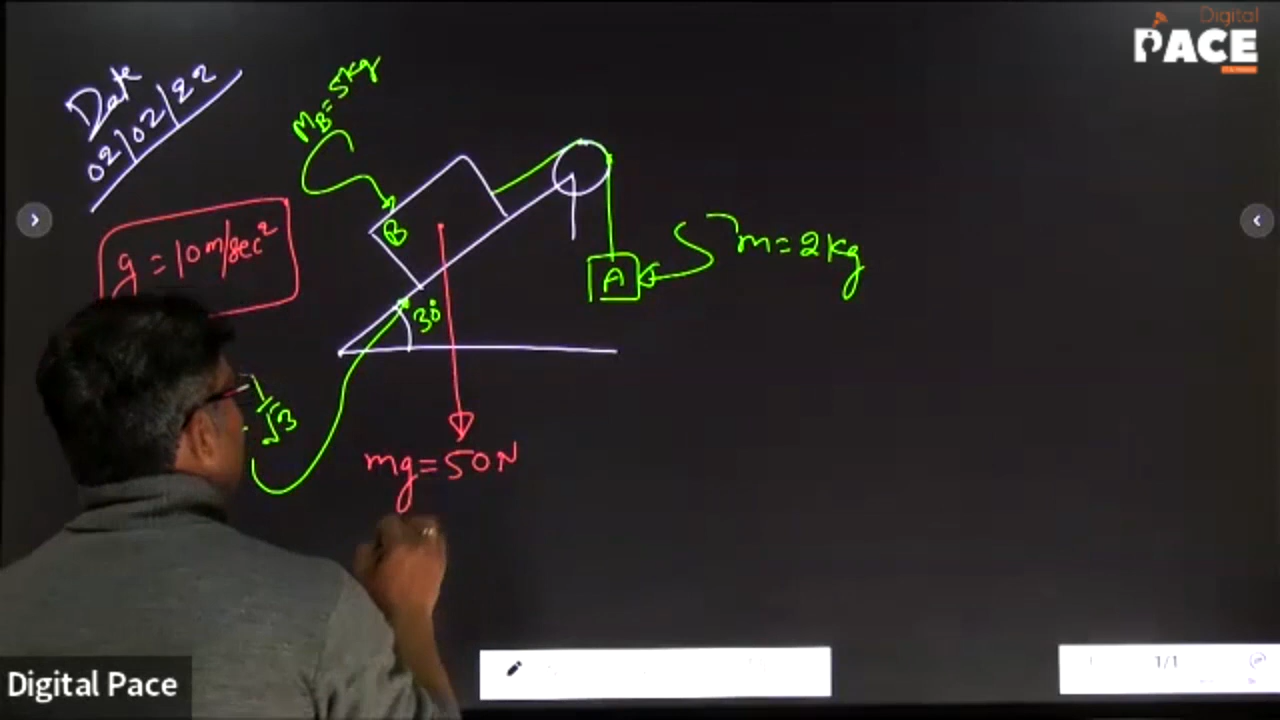 Digital
PACE
Date
02/02/22
M_B = 5kg
g = 10 m/sec²
B
A
m = 2kg
30°
1/√3
mg = 50N
1/1
Digital Pace